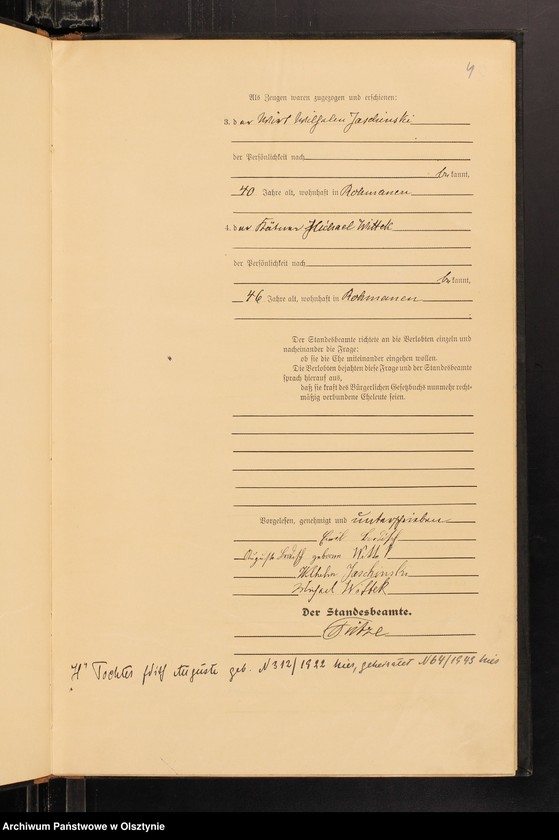 4
Als Zeugen waren zugezogen und erschienen:
3. der Wirt Wilhelm Jaschinski
der Persönlichkeit nach
bekannt,
40 Jahre alt, wohnhaft in Rohmanen
4. der Kätner Michael Wittek
der Persönlichkeit nach
bekannt,
46 Jahre alt, wohnhaft in Rohmanen
Der Standesbeamte richtete an die Verlobten einzeln und
nacheinander die Frage:
ob sie die Ehe miteinander eingehen wollen.
Die Verlobten bejahten diese Frage und der Standesbeamte
sprach hierauf aus,
daß sie kraft des Bürgerlichen Gesetzbuchs nunmehr recht-
mäßig verbundene Eheleute seien.
Vorgelesen, genehmigt und unterschrieben
Emil
Auguste geborene Wittek
Wilhelm Jaschinski
Michael Wittek
Der Standesbeamte.
Tochter Edith Auguste geb. N 312/1922 hier, geheiratet N 64/1943 hier
Archiwum Państwowe w Olsztynie